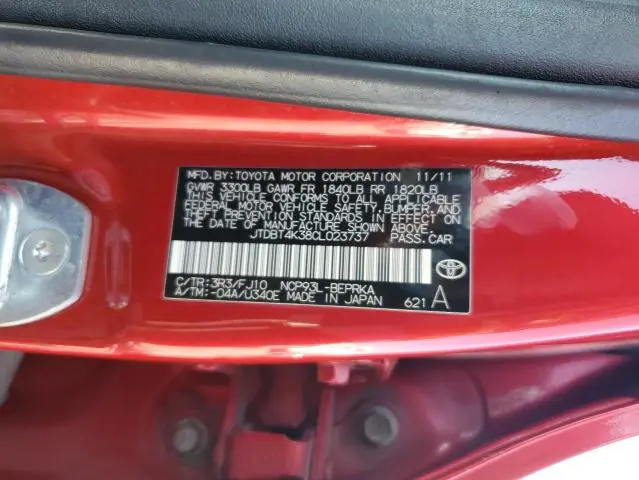 MFD.BY:TOYOTA MOTOR CORPORATION 11/11
GVWR 3300LB GAWR FR 1840LB RR 1820LB
THIS VEHICLE CONFORMS TO ALL APPLICABLE
FEDERAL MOTOR VEHICLE SAFETY, BUMPER, AND
THEFT PREVENTION STANDARDS IN EFFECT ON
THE DATE OF MANUFACTURE SHOWN ABOVE.
JTDBT4K38CL023737 PASS.CAR
C/TR:3R3/FJ10 NCP93L-BEPRKA
A/TM:-04A/U340E MADE IN JAPAN 621 A